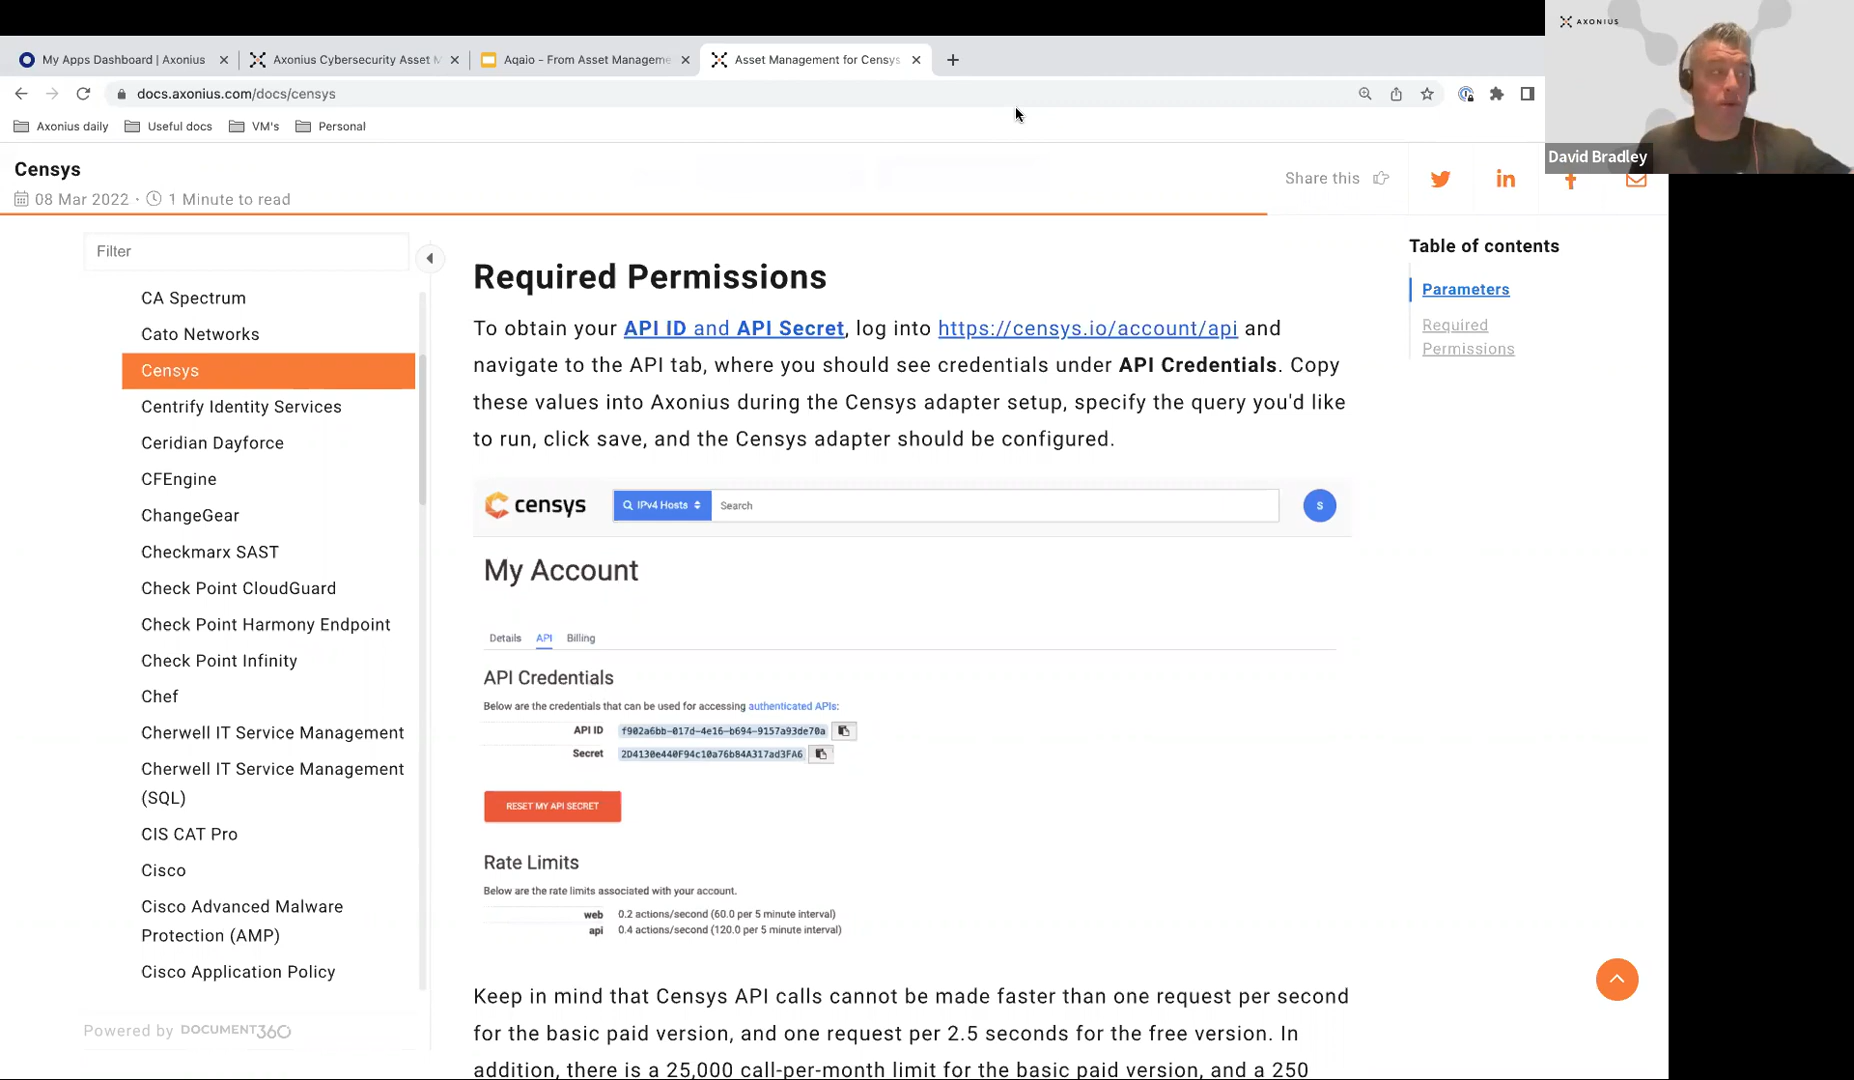 My Apps Dashboard | Axonius
Axonius Cybersecurity Asset M
Aqaio - From Asset Manageme
Asset Management for Censys
docs.axonius.com/docs/censys
Axonius daily
Useful docs
VM's
Personal
AXONIUS
David Bradley
Censys
08 Mar 2022 · 1 Minute to read
Share this
Filter
CA Spectrum
Cato Networks
Censys
Centrify Identity Services
Ceridian Dayforce
CFEngine
ChangeGear
Checkmarx SAST
Check Point CloudGuard
Check Point Harmony Endpoint
Check Point Infinity
Chef
Cherwell IT Service Management
Cherwell IT Service Management
(SQL)
CIS CAT Pro
Cisco
Cisco Advanced Malware
Protection (AMP)
Cisco Application Policy
Powered by DOCUMENT360
Required Permissions
To obtain your API ID and API Secret, log into https://censys.io/account/api and
navigate to the API tab, where you should see credentials under API Credentials. Copy
these values into Axonius during the Censys adapter setup, specify the query you'd like
to run, click save, and the Censys adapter should be configured.
censys
IPv4 Hosts
Search
S
My Account
Details API Billing
API Credentials
Below are the credentials that can be used for accessing authenticated APIs:
API ID f902a6bb-017d-4e16-b694-9157a93de70a
Secret 2D4130e440F94c10a76b84A317ad3FA6
RESET MY API SECRET
Rate Limits
Below are the rate limits associated with your account.
web 0.2 actions/second (60.0 per 5 minute interval)
api 0.4 actions/second (120.0 per 5 minute interval)
Keep in mind that Censys API calls cannot be made faster than one request per second
for the basic paid version, and one request per 2.5 seconds for the free version. In
addition, there is a 25,000 call-per-month limit for the basic paid version, and a 250
Table of contents
Parameters
Required
Permissions